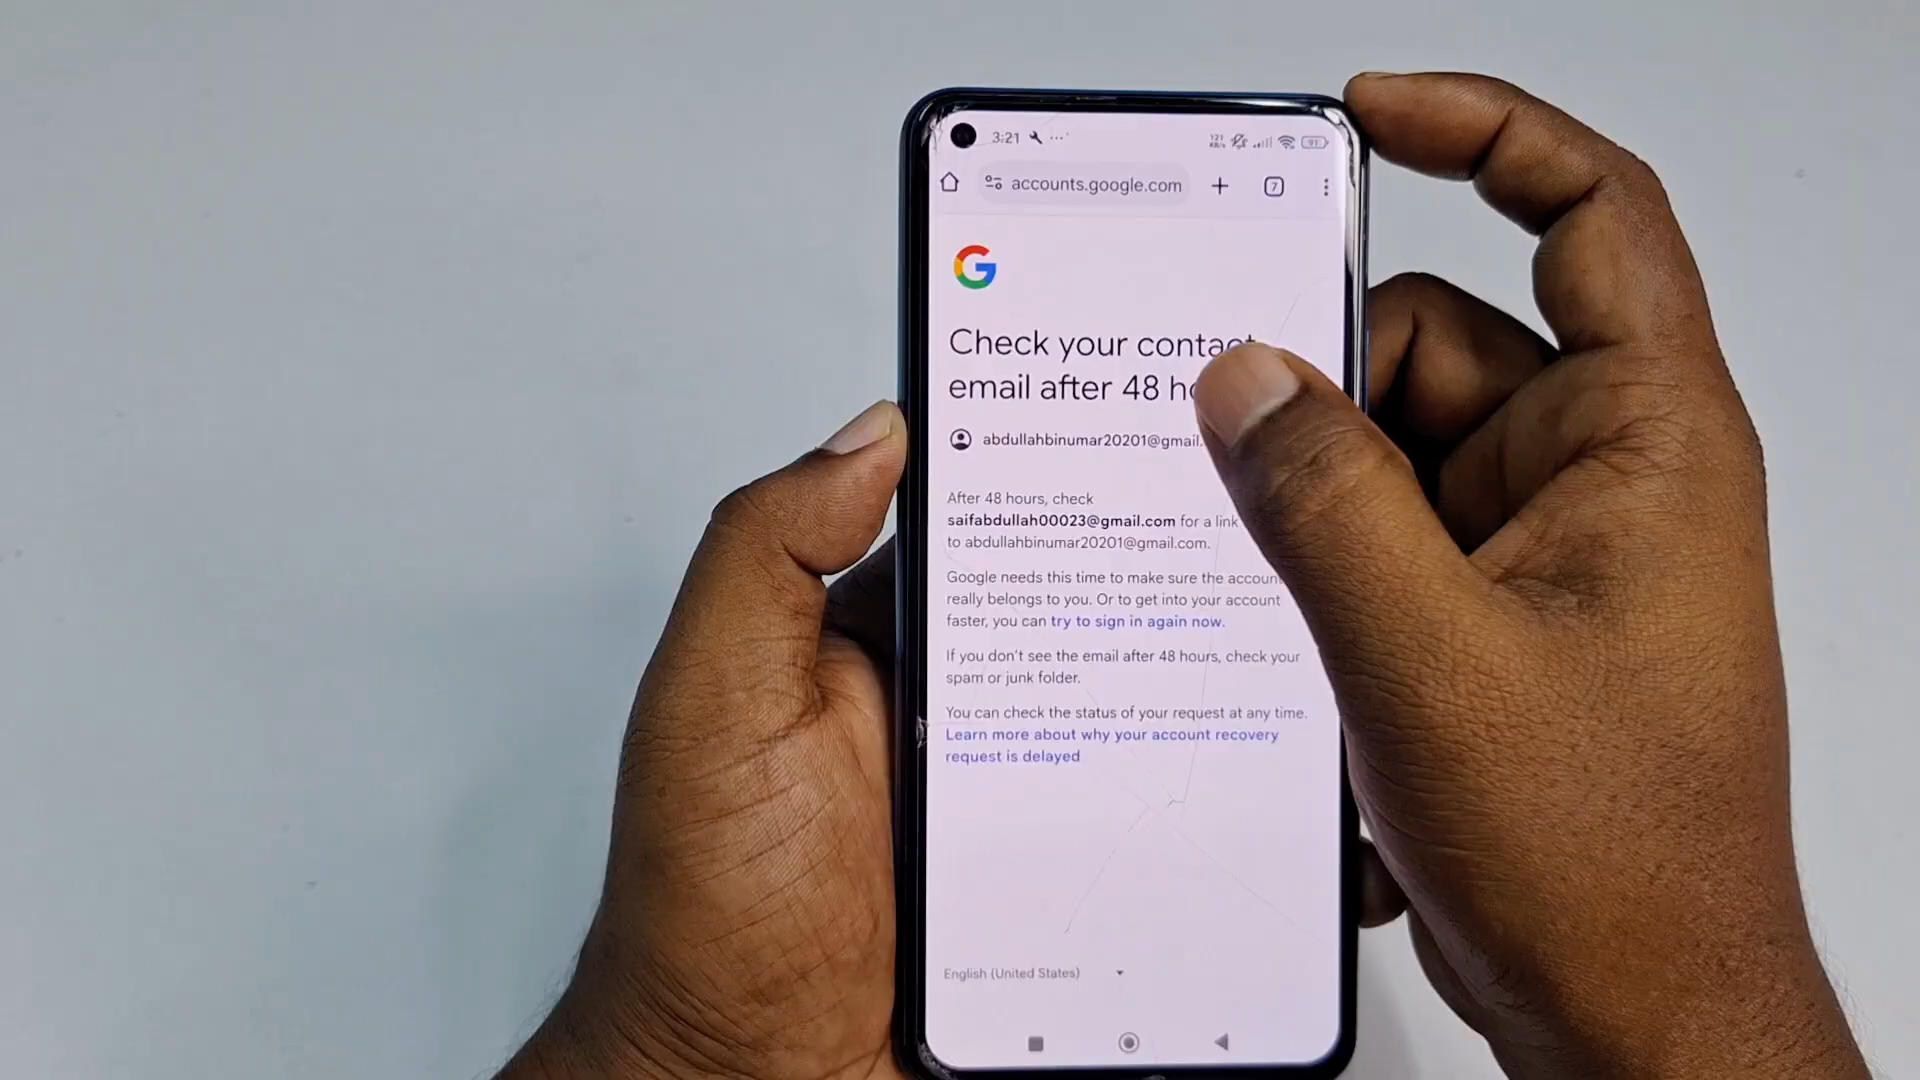 3:21
121
KB/s
91
accounts.google.com
7
Check your contact
email after 48
abdullahbinumar20201@gmail.
After 48 hours, check
saifabdullah00023@gmail.com for a link
to abdullahbinumar20201@gmail.com.
Google needs this time to make sure the account
really belongs to you. Or to get into your account
faster, you can try to sign in again now.
If you don't see the email after 48 hours, check your
spam or junk folder.
You can check the status of your request at any time.
Learn more about why your account recovery
request is delayed
English (United States)